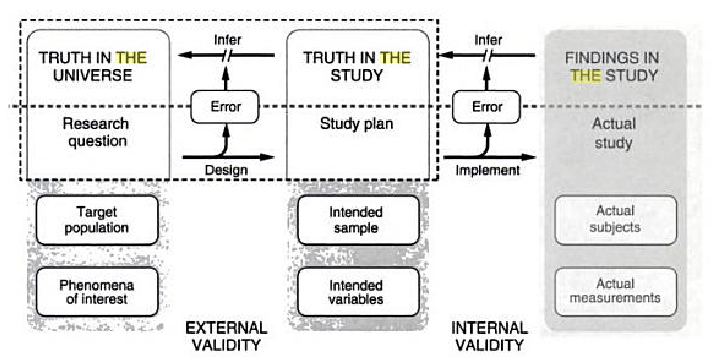 Infer
Infer
TRUTH IN THE
UNIVERSE
TRUTH IN THE
STUDY
FINDINGS IN
THE STUDY
Error
Error
Research
question
Study plan
Actual
study
Design
Implement
Target
population
Intended
sample
Actual
subjects
Phenomena
of interest
Intended
variables
Actual
measurements
EXTERNAL
VALIDITY
INTERNAL
VALIDITY